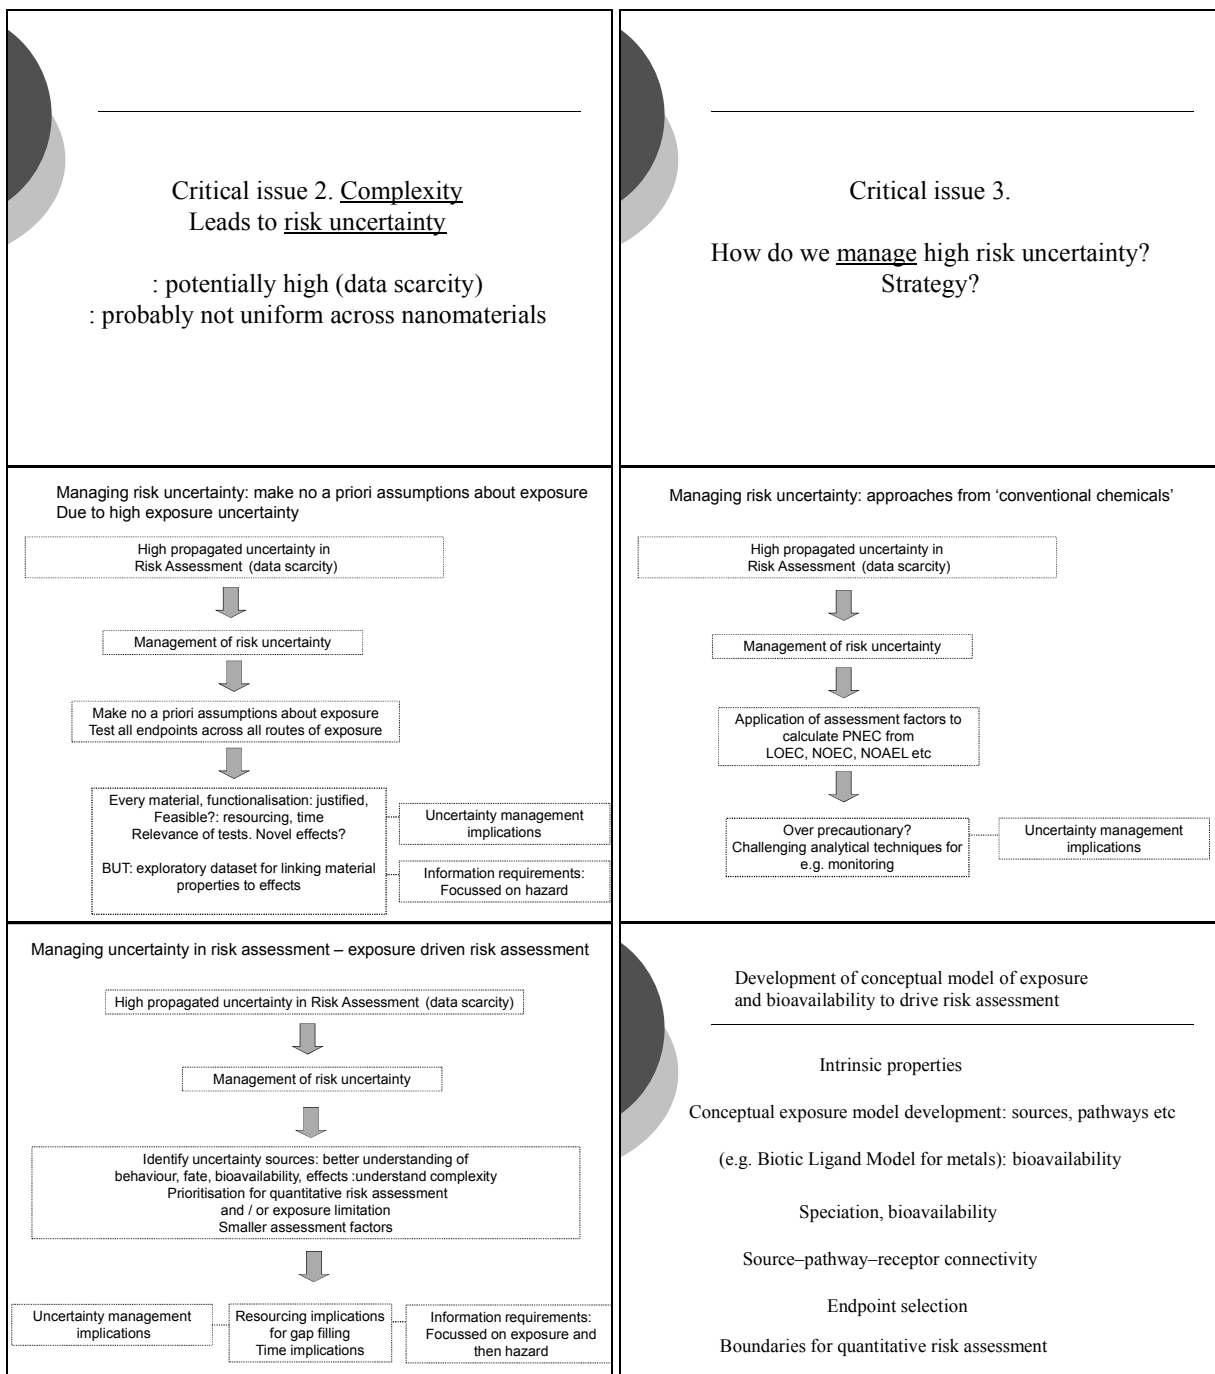 Critical issue 2. Complexity
Leads to risk uncertainty
: potentially high (data scarcity)
: probably not uniform across nanomaterials
Critical issue 3.
How do we manage high risk uncertainty?
Strategy?
Managing risk uncertainty: make no a priori assumptions about exposure
Due to high exposure uncertainty
High propagated uncertainty in
Risk Assessment (data scarcity)
Management of risk uncertainty
Make no a priori assumptions about exposure
Test all endpoints across all routes of exposure
Every material, functionalisation: justified,
Feasible?: resourcing, time
Relevance of tests. Novel effects?
BUT: exploratory dataset for linking material
properties to effects
Uncertainty management
implications
Information requirements:
Focussed on hazard
Managing risk uncertainty: approaches from ‘conventional chemicals’
High propagated uncertainty in
Risk Assessment (data scarcity)
Management of risk uncertainty
Application of assessment factors to
calculate PNEC from
LOEC, NOEC, NOAEL etc
Over precautionary?
Challenging analytical techniques for
e.g. monitoring
Uncertainty management
implications
Managing uncertainty in risk assessment – exposure driven risk assessment
High propagated uncertainty in Risk Assessment (data scarcity)
Management of risk uncertainty
Identify uncertainty sources: better understanding of
behaviour, fate, bioavailability, effects :understand complexity
Prioritisation for quantitative risk assessment
and / or exposure limitation
Smaller assessment factors
Uncertainty management
implications
Resourcing implications
for gap filling
Time implications
Information requirements:
Focussed on exposure and
then hazard
Development of conceptual model of exposure
and bioavailability to drive risk assessment
Intrinsic properties
Conceptual exposure model development: sources, pathways etc
(e.g. Biotic Ligand Model for metals): bioavailability
Speciation, bioavailability
Source–pathway–receptor connectivity
Endpoint selection
Boundaries for quantitative risk assessment